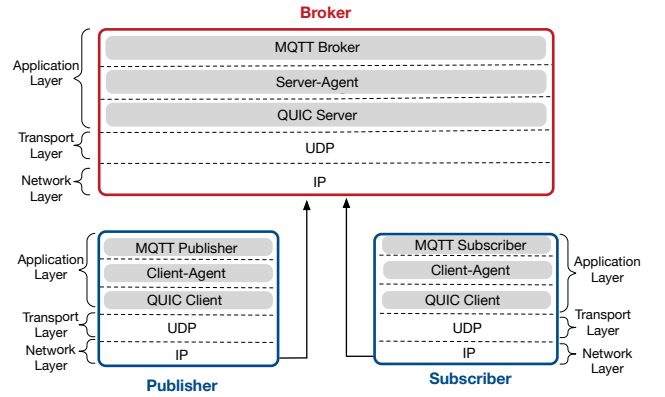 Broker
Application
Layer
MQTT Broker
Server-Agent
QUIC Server
Transport
Layer
UDP
Network
Layer
IP
Application
Layer
MQTT Publisher
Client-Agent
QUIC Client
Transport
Layer
UDP
Network
Layer
IP
Publisher
MQTT Subscriber
Client-Agent
QUIC Client
Application
Layer
UDP
Transport
Layer
IP
Network
Layer
Subscriber